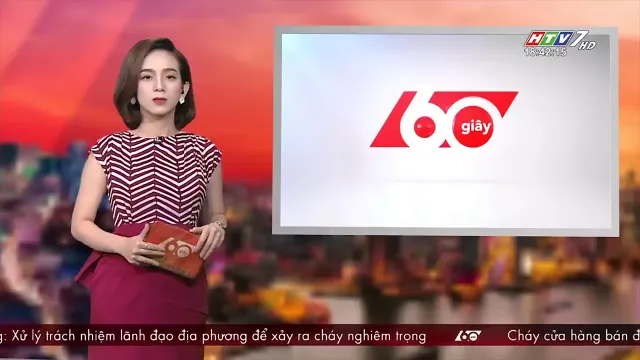 HTV7 HD
18:42:15
60 giây
g: Xử lý trách nhiệm lãnh đạo địa phương để xảy ra cháy nghiêm trọng 60 Cháy cửa hàng bán đ